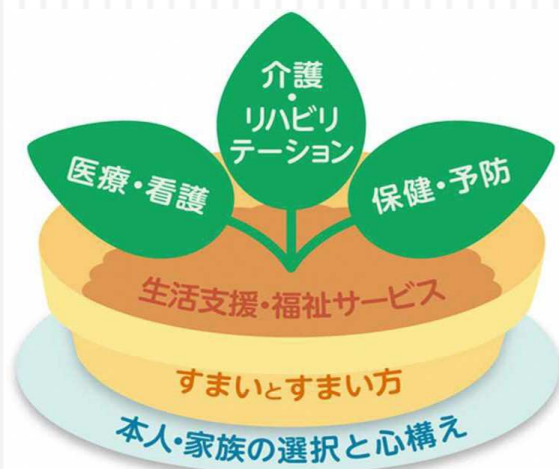 介護
・
リハビリ
テーション
医療・看護
保健・予防
生活支援・福祉サービス
すまいとすまい方
本人・家族の選択と心構え